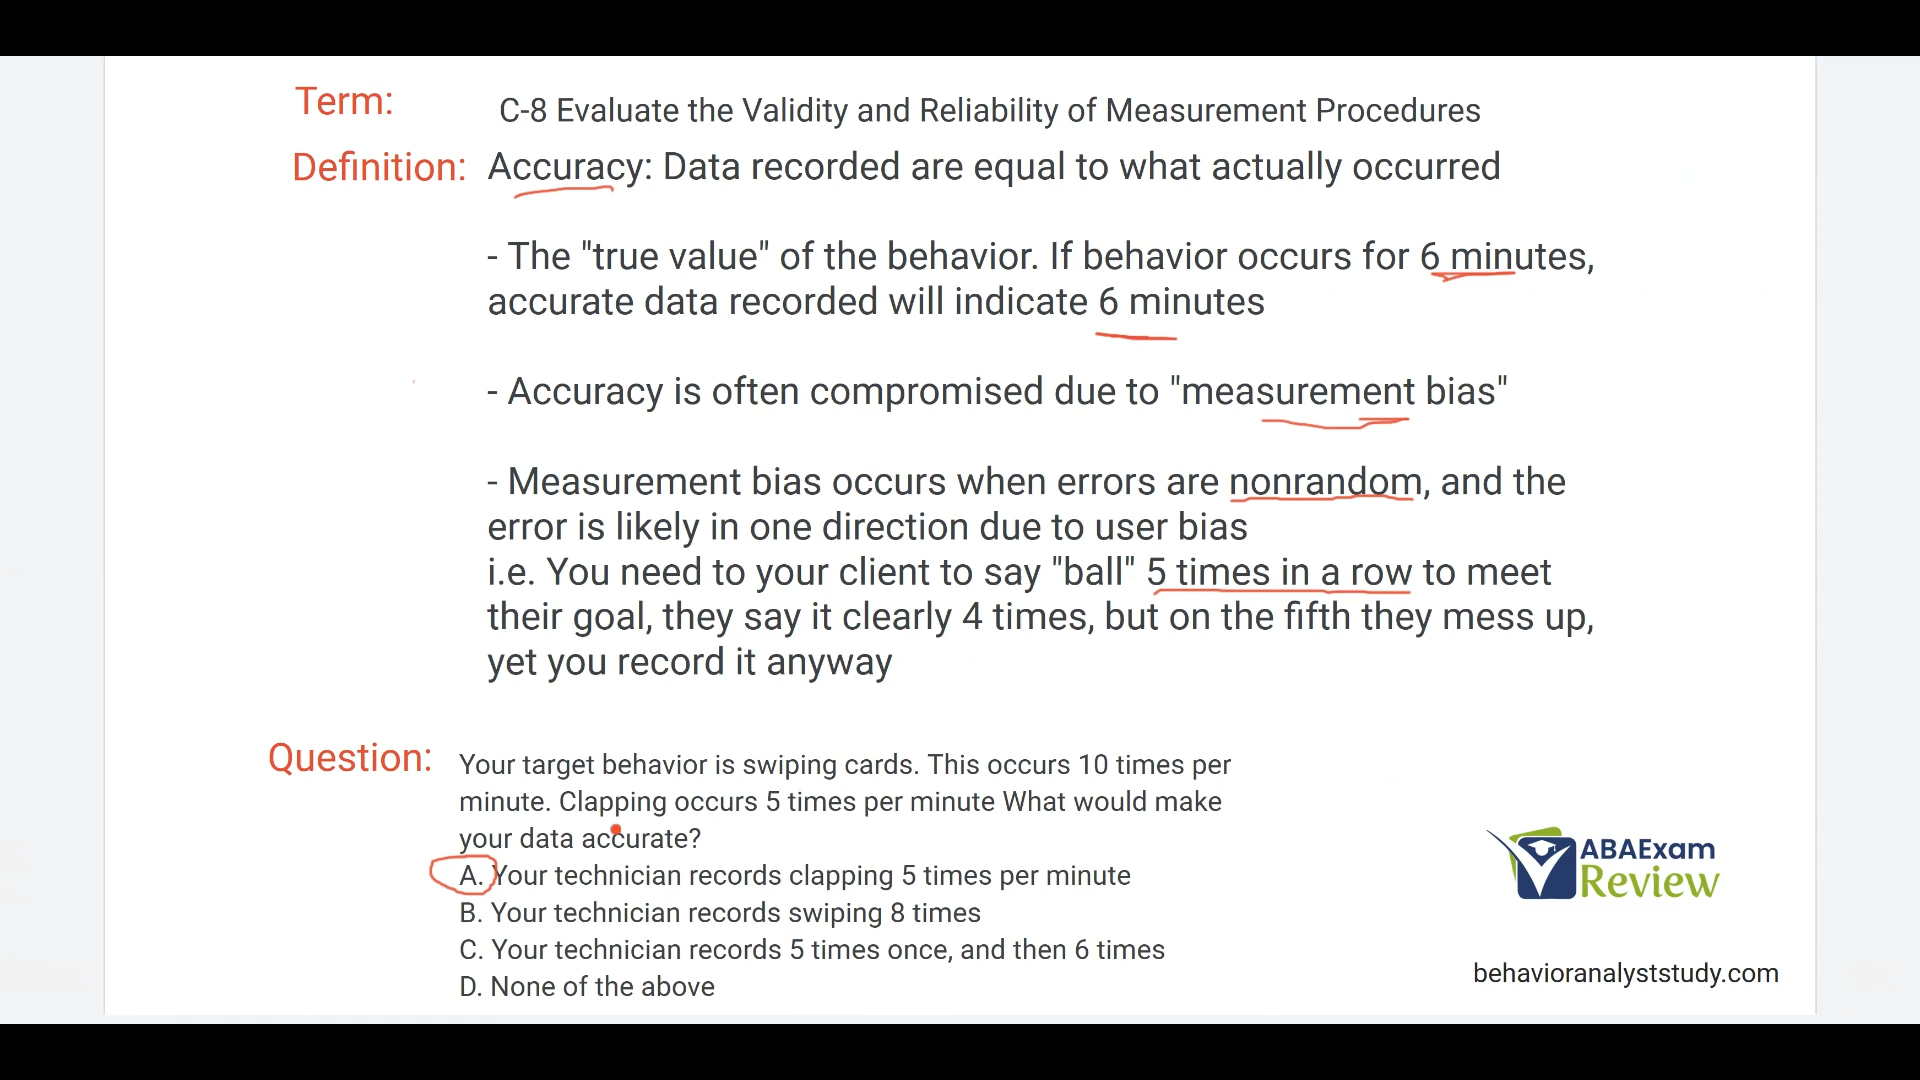 Term:
C-8 Evaluate the Validity and Reliability of Measurement Procedures
Definition:
Accuracy: Data recorded are equal to what actually occurred
- The "true value" of the behavior. If behavior occurs for 6 minutes,
accurate data recorded will indicate 6 minutes
- Accuracy is often compromised due to "measurement bias"
- Measurement bias occurs when errors are nonrandom, and the
error is likely in one direction due to user bias
i.e. You need to your client to say "ball" 5 times in a row to meet
their goal, they say it clearly 4 times, but on the fifth they mess up,
yet you record it anyway
Question:
Your target behavior is swiping cards. This occurs 10 times per
minute. Clapping occurs 5 times per minute What would make
your data accurate?
A. Your technician records clapping 5 times per minute
B. Your technician records swiping 8 times
C. Your technician records 5 times once, and then 6 times
D. None of the above
ABAExam
Review
behavioranalyststudy.com